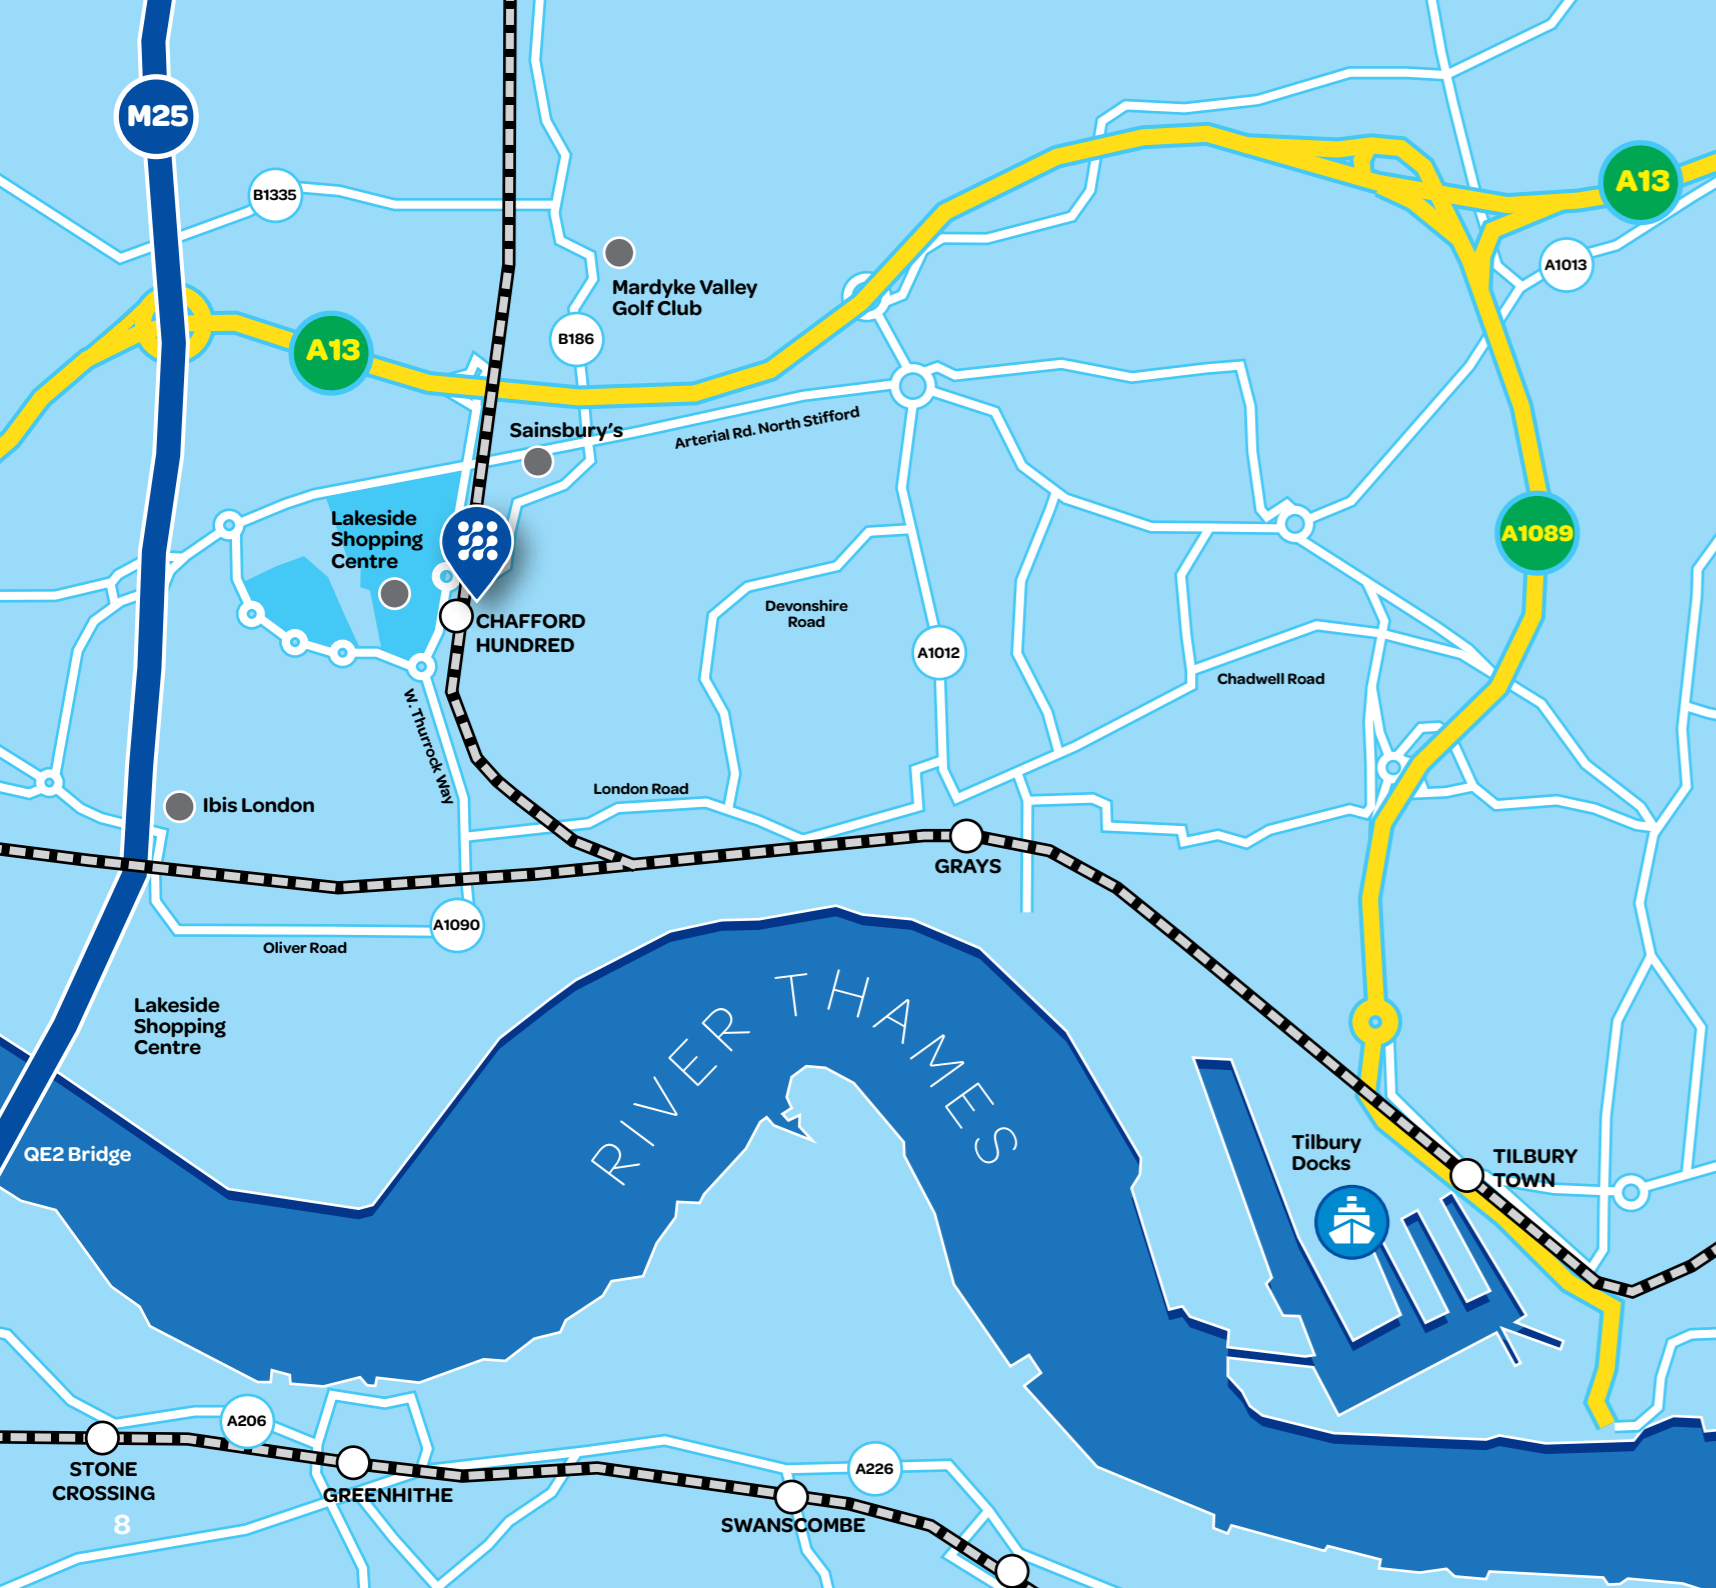 M25
B1335
A13
A1013
Mardyke Valley
Golf Club
B186
A13
Sainsbury's
Arterial Rd. North Stifford
Lakeside
Shopping
Centre
A1089
CHAFFORD
HUNDRED
Devonshire
Road
A1012
Chadwell Road
W. Thurrock Way
London Road
Ibis London
GRAYS
A1090
Oliver Road
Lakeside
Shopping
Centre
RIVER THAMES
QE2 Bridge
Tilbury
Docks
TILBURY
TOWN
A206
A226
STONE
CROSSING
GREENHITHE
SWANSCOMBE
8